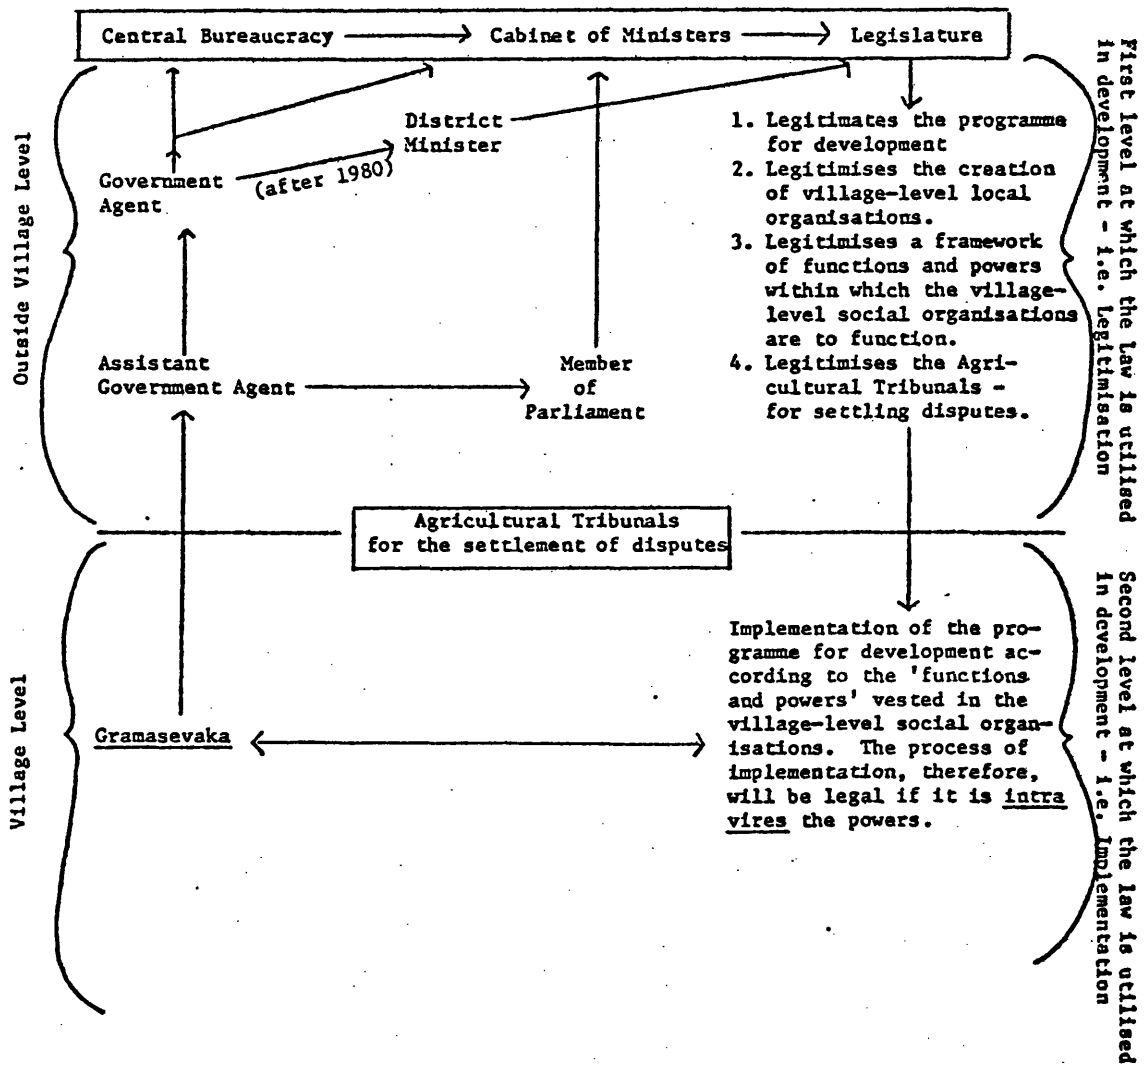 Central Bureaucracy
Cabinet of Ministers
Legislature
District
Minister
Government
Agent
(after 1980)
Assistant
Government Agent
Member
of
Parliament
1. Legitimates the programme
for development
2. Legitimises the creation
of village-level local
organisations.
3. Legitimises a framework
of functions and powers
within which the village-
level social organisations
are to function.
4. Legitimises the Agri-
cultural Tribunals -
for settling disputes.
Outside Village Level
First level at which the Law is utilised
in development - i.e. Legitimisation
Agricultural Tribunals
for the settlement of disputes
Village Level
Gramasevaka
Implementation of the pro-
gramme for development ac-
cording to the 'functions
and powers' vested in the
village-level social organ-
isations. The process of
implementation, therefore,
will be legal if it is intra
vires the powers.
Second level at which the law is utilised
in development - i.e. Implementation